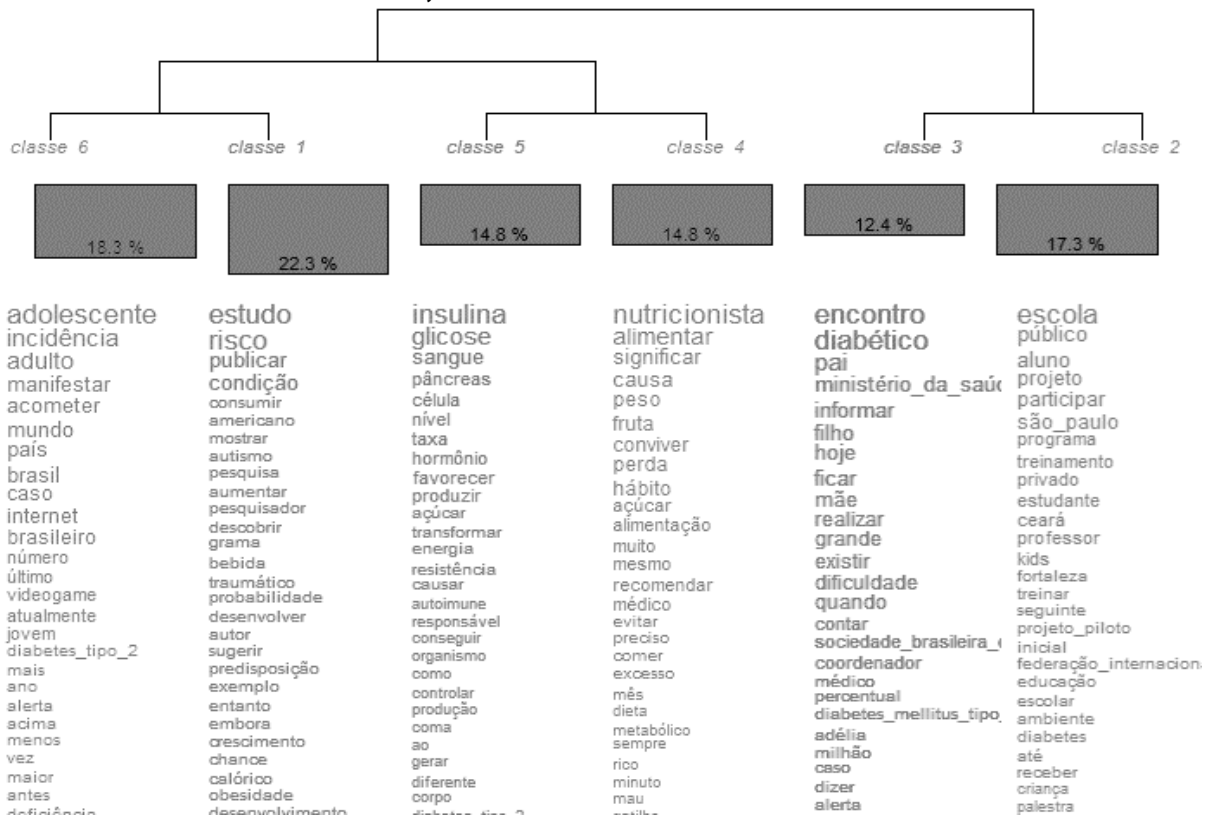 classe 6
classe 1
classe 5
classe 4
classe 3
classe 2
18.3 %
22.3 %
14.8 %
14.8 %
12.4 %
17.3 %
adolescente
incidência
adulto
manifestar
acometer
mundo
país
brasil
caso
internet
brasileiro
número
último
videogame
atualmente
jovem
diabetes_tipo_2
mais
ano
alerta
acima
menos
vez
maior
antes
deficiência
estudo
risco
publicar
condição
consumir
americano
mostrar
autismo
pesquisa
aumentar
pesquisador
descobrir
grama
bebida
traumático
probabilidade
desenvolver
autor
sugerir
predisposição
exemplo
entanto
embora
crescimento
chance
calórico
obesidade
desenvolvimento
insulina
glicose
sangue
pâncreas
célula
nível
taxa
hormônio
favorecer
produzir
açúcar
transformar
energia
resistência
causar
autoimune
responsável
conseguir
organismo
como
controlar
produção
coma
ao
gerar
diferente
corpo
nutricionista
alimentar
significar
causa
peso
fruta
conviver
perda
hábito
açúcar
alimentação
muito
mesmo
recomendar
médico
evitar
preciso
comer
excesso
mês
dieta
metabólico
sempre
rico
minuto
mau
encontro
diabético
pai
ministério_da_saúd
informar
filho
hoje
ficar
mãe
realizar
grande
existir
dificuldade
quando
contar
sociedade_brasileira_
coordenador
médico
percentual
diabetes_mellitus_tipo_
adélia
milhão
caso
dizer
alerta
escola
público
aluno
projeto
participar
são_paulo
programa
treinamento
privado
estudante
ceará
professor
kids
fortaleza
treinar
seguinte
projeto_piloto
inicial
federação_internacion
educação
escolar
ambiente
diabetes
até
receber
criança
palestra